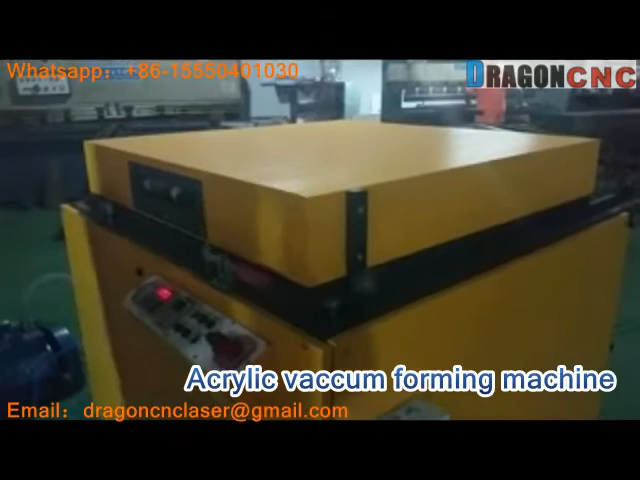 Whatsapp：+86-15550401030
DRAGONCNC
Acrylic vaccum forming machine
Email：dragoncnclaser@gmail.com